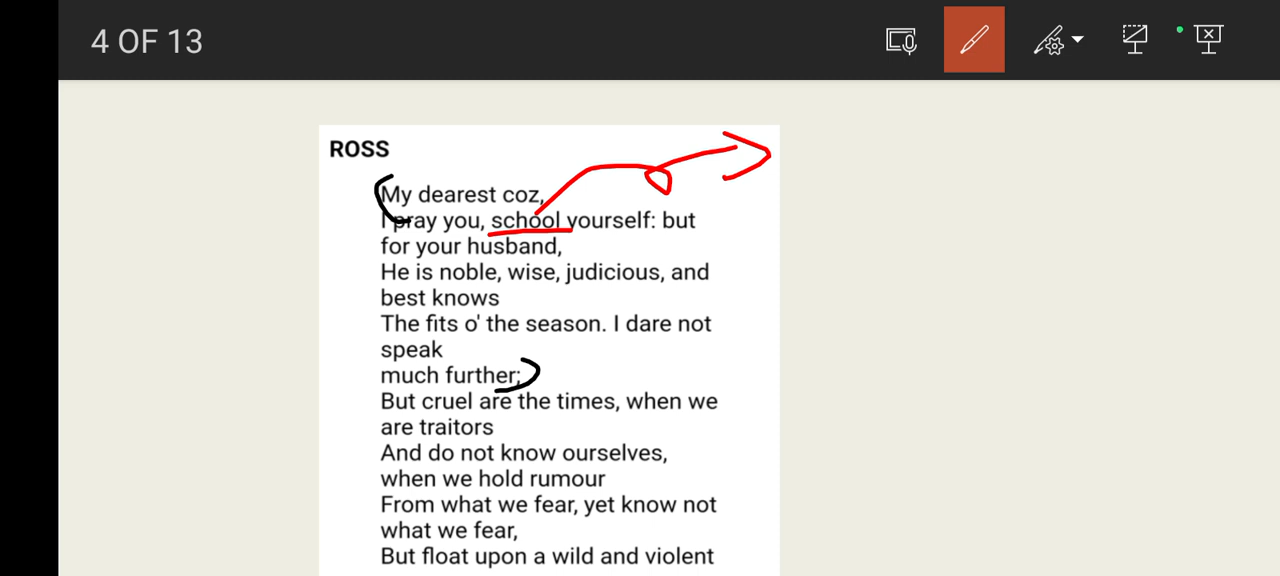 4 OF 13
ROSS
My dearest coz,
I pray you, school yourself: but
for your husband,
He is noble, wise, judicious, and
best knows
The fits o' the season. I dare not
speak
much further;
But cruel are the times, when we
are traitors
And do not know ourselves,
when we hold rumour
From what we fear, yet know not
what we fear,
But float upon a wild and violent